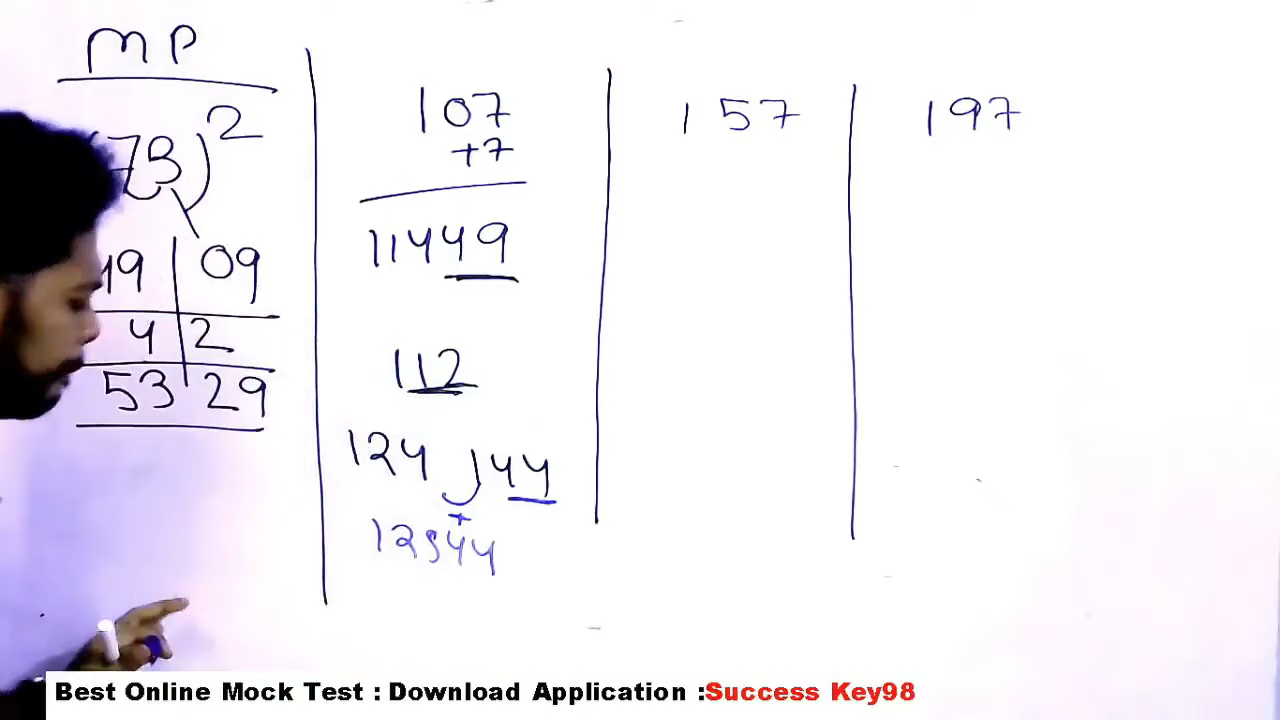 MP
73)²
49 | 09
4 | 2
53 29
107
+7
11449
112
124 144
+
12544
157
197
Best Online Mock Test : Download Application :Success Key98